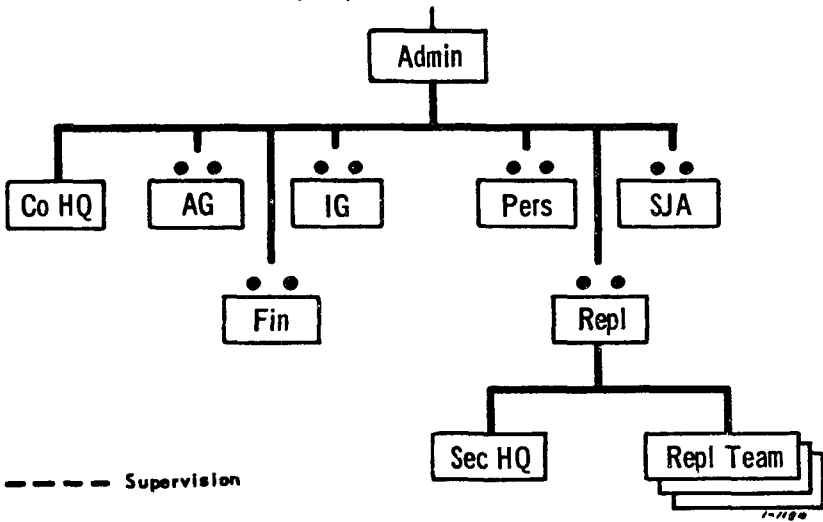 Admin
Co HQ
AG
IG
Pers
SJA
Fin
Repl
Sec HQ
Repl Team
Supervision